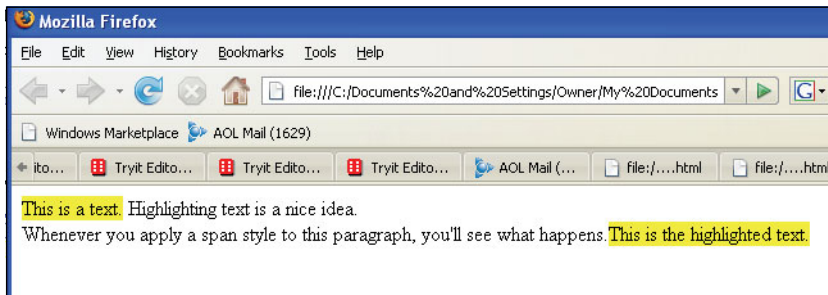 Mozilla Firefox
File Edit View History Bookmarks Tools Help
file:///C:/Documents%20and%20Settings/Owner/My%20Documents
Windows Marketplace AOL Mail (1629)
ito... Tryit Edito... Tryit Edito... Tryit Edito... AOL Mail (... file:/....html file:/....html
This is a text. Highlighting text is a nice idea.
Whenever you apply a span style to this paragraph, you'll see what happens.This is the highlighted text.